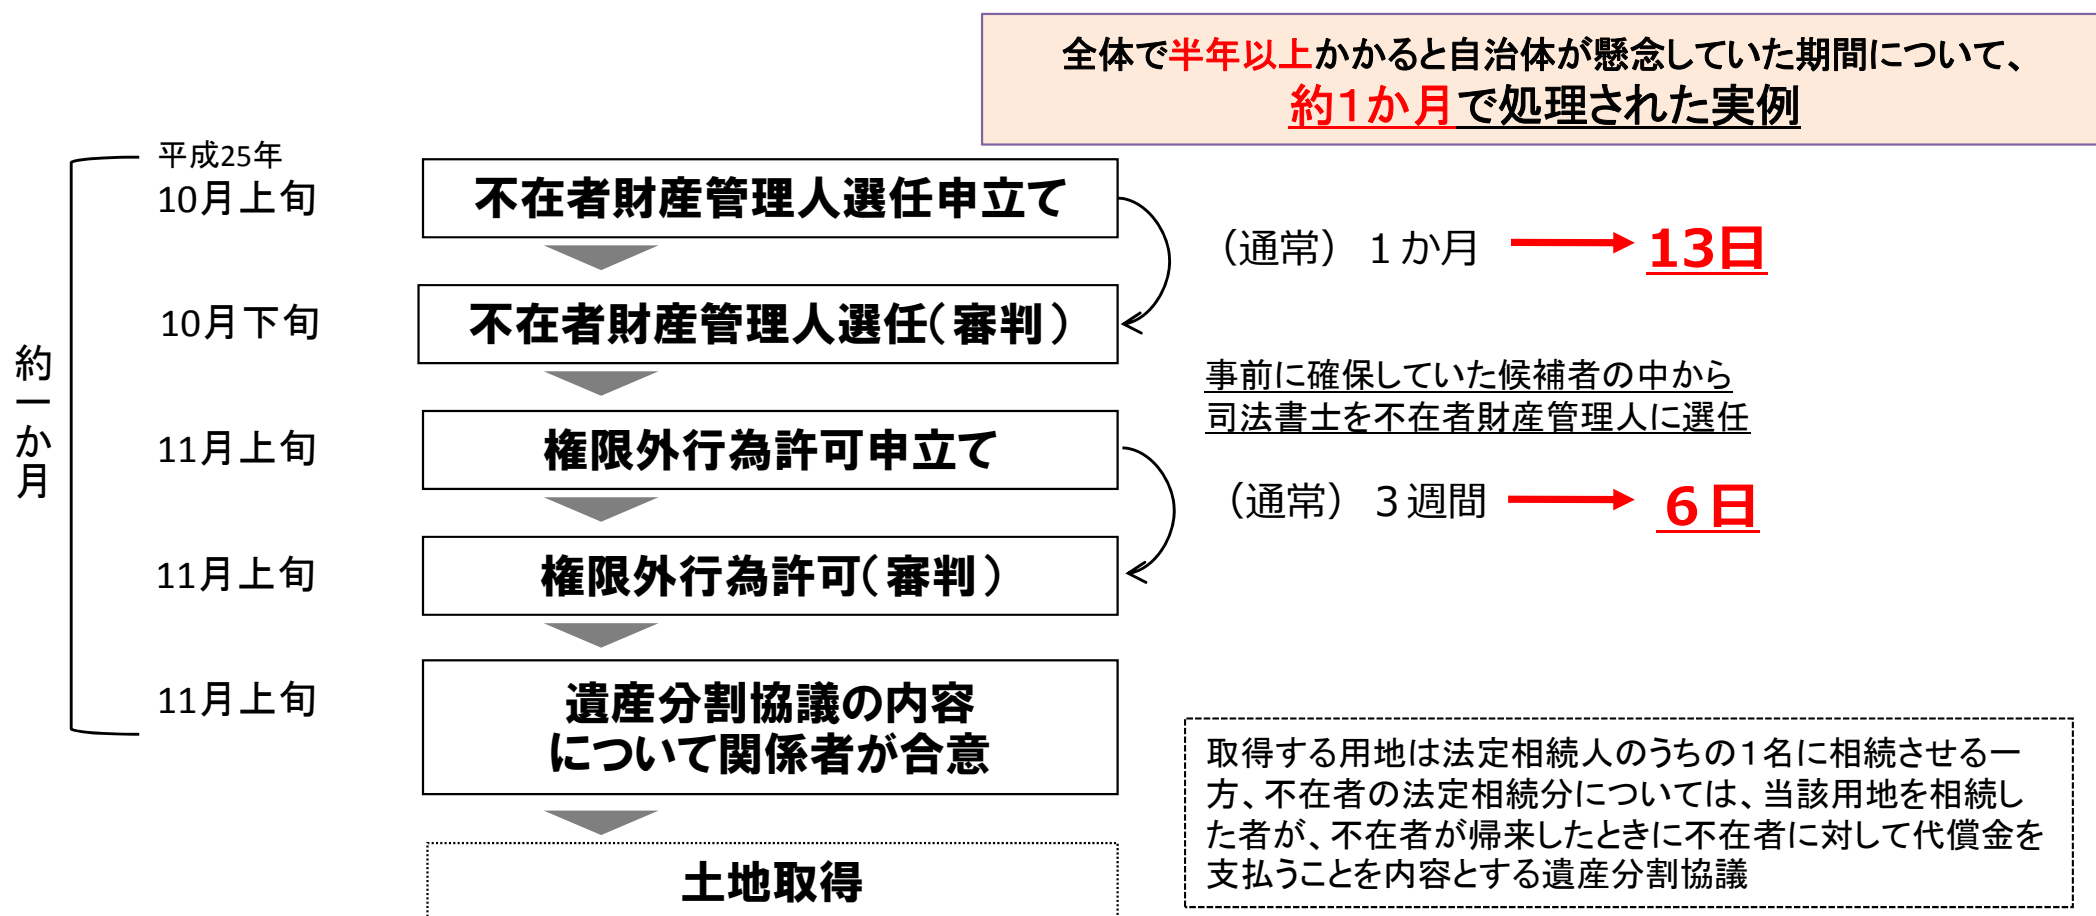 全体で半年以上かかると自治体が懸念していた期間について、
約1か月で処理された実例
約一か月
平成25年
10月上旬
不在者財産管理人選任申立て
（通常）１か月
13日
10月下旬
不在者財産管理人選任（審判）
事前に確保していた候補者の中から
司法書士を不在者財産管理人に選任
11月上旬
権限外行為許可申立て
（通常）３週間
６日
11月上旬
権限外行為許可（審判）
11月上旬
遺産分割協議の内容
について関係者が合意
取得する用地は法定相続人のうちの1名に相続させる一
方、不在者の法定相続分については、当該用地を相続し
た者が、不在者が帰来したときに不在者に対して代償金を
支払うことを内容とする遺産分割協議
土地取得